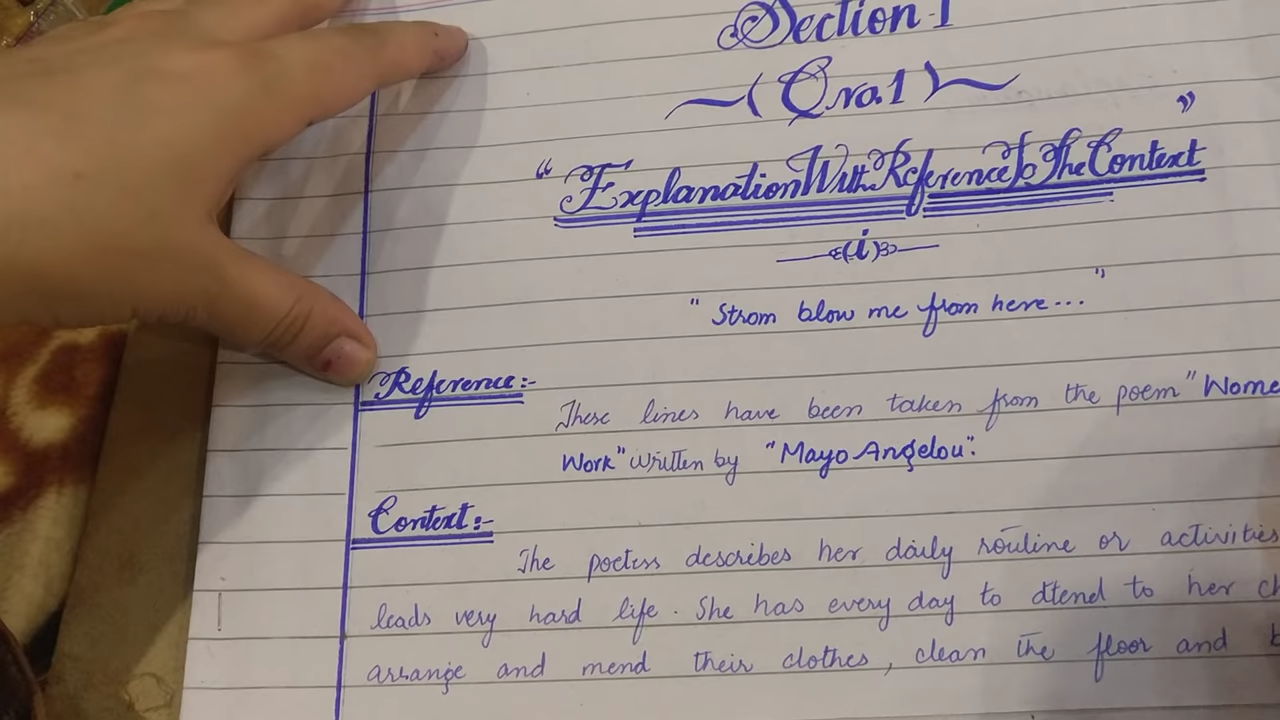 Section-1
(Q no.1)
"Explanation With Reference To The Context"
(i)
"Strom blow me from here..."
Reference:-
These lines have been taken from the poem "Wome
Work" written by "Mayo Angelou".
Context:-
The poetess describes her daily routine or activities
leads very hard life. She has every day to attend to her ch
arrange and mend their clothes, clean the floor and b